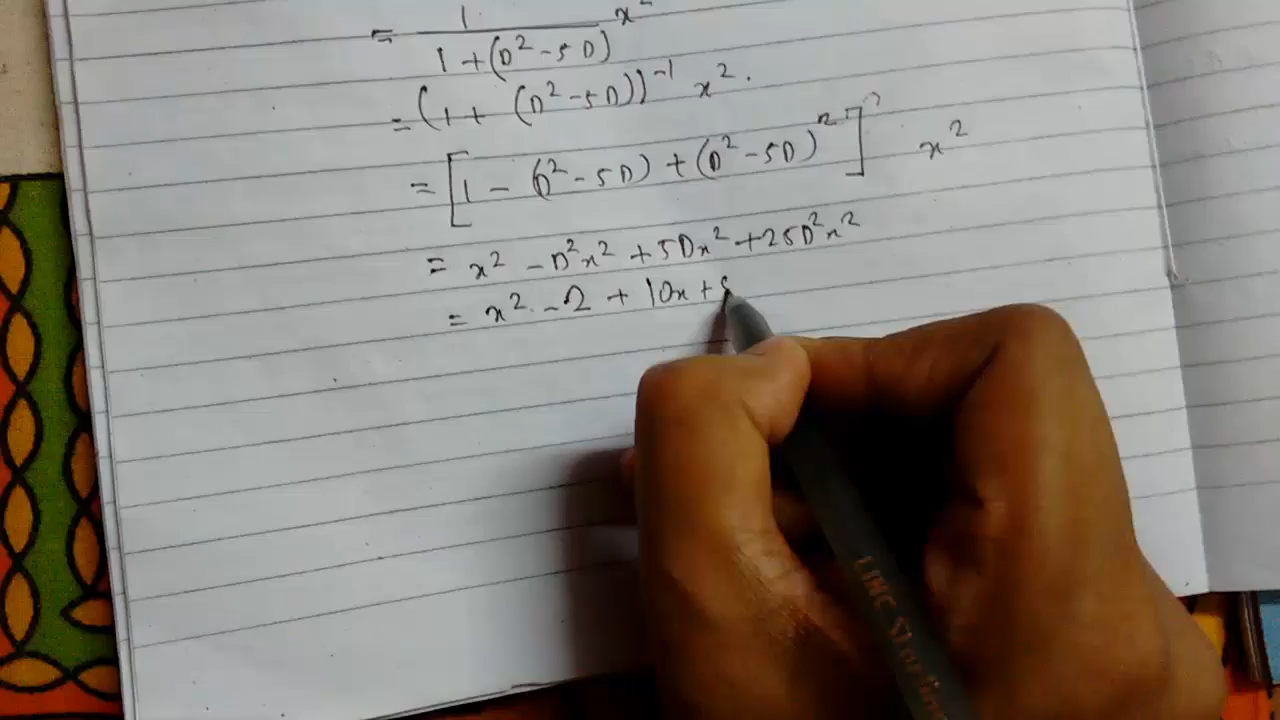 = 1 / 1 + (D² - 5D) x²
= (1 + (D² - 5D))⁻¹ x².
= [1 - (D² - 5D) + (D² - 5D)²] x²
= x² - D²x² + 5Dx² + 25D²x²
= x² - 2 + 10x + 5